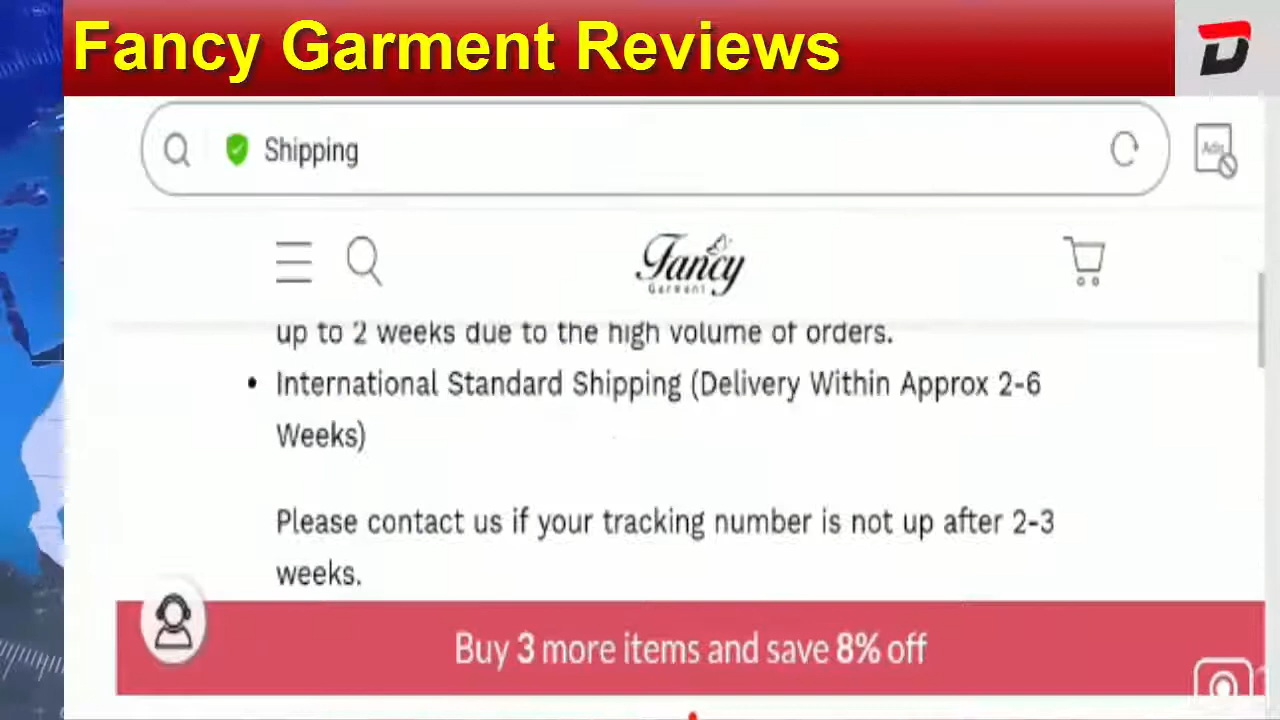 Fancy Garment Reviews
D
Shipping
Ads
Fancy
Garment
up to 2 weeks due to the high volume of orders.
• International Standard Shipping (Delivery Within Approx 2-6
Weeks)
Please contact us if your tracking number is not up after 2-3
weeks.
Buy 3 more items and save 8% off